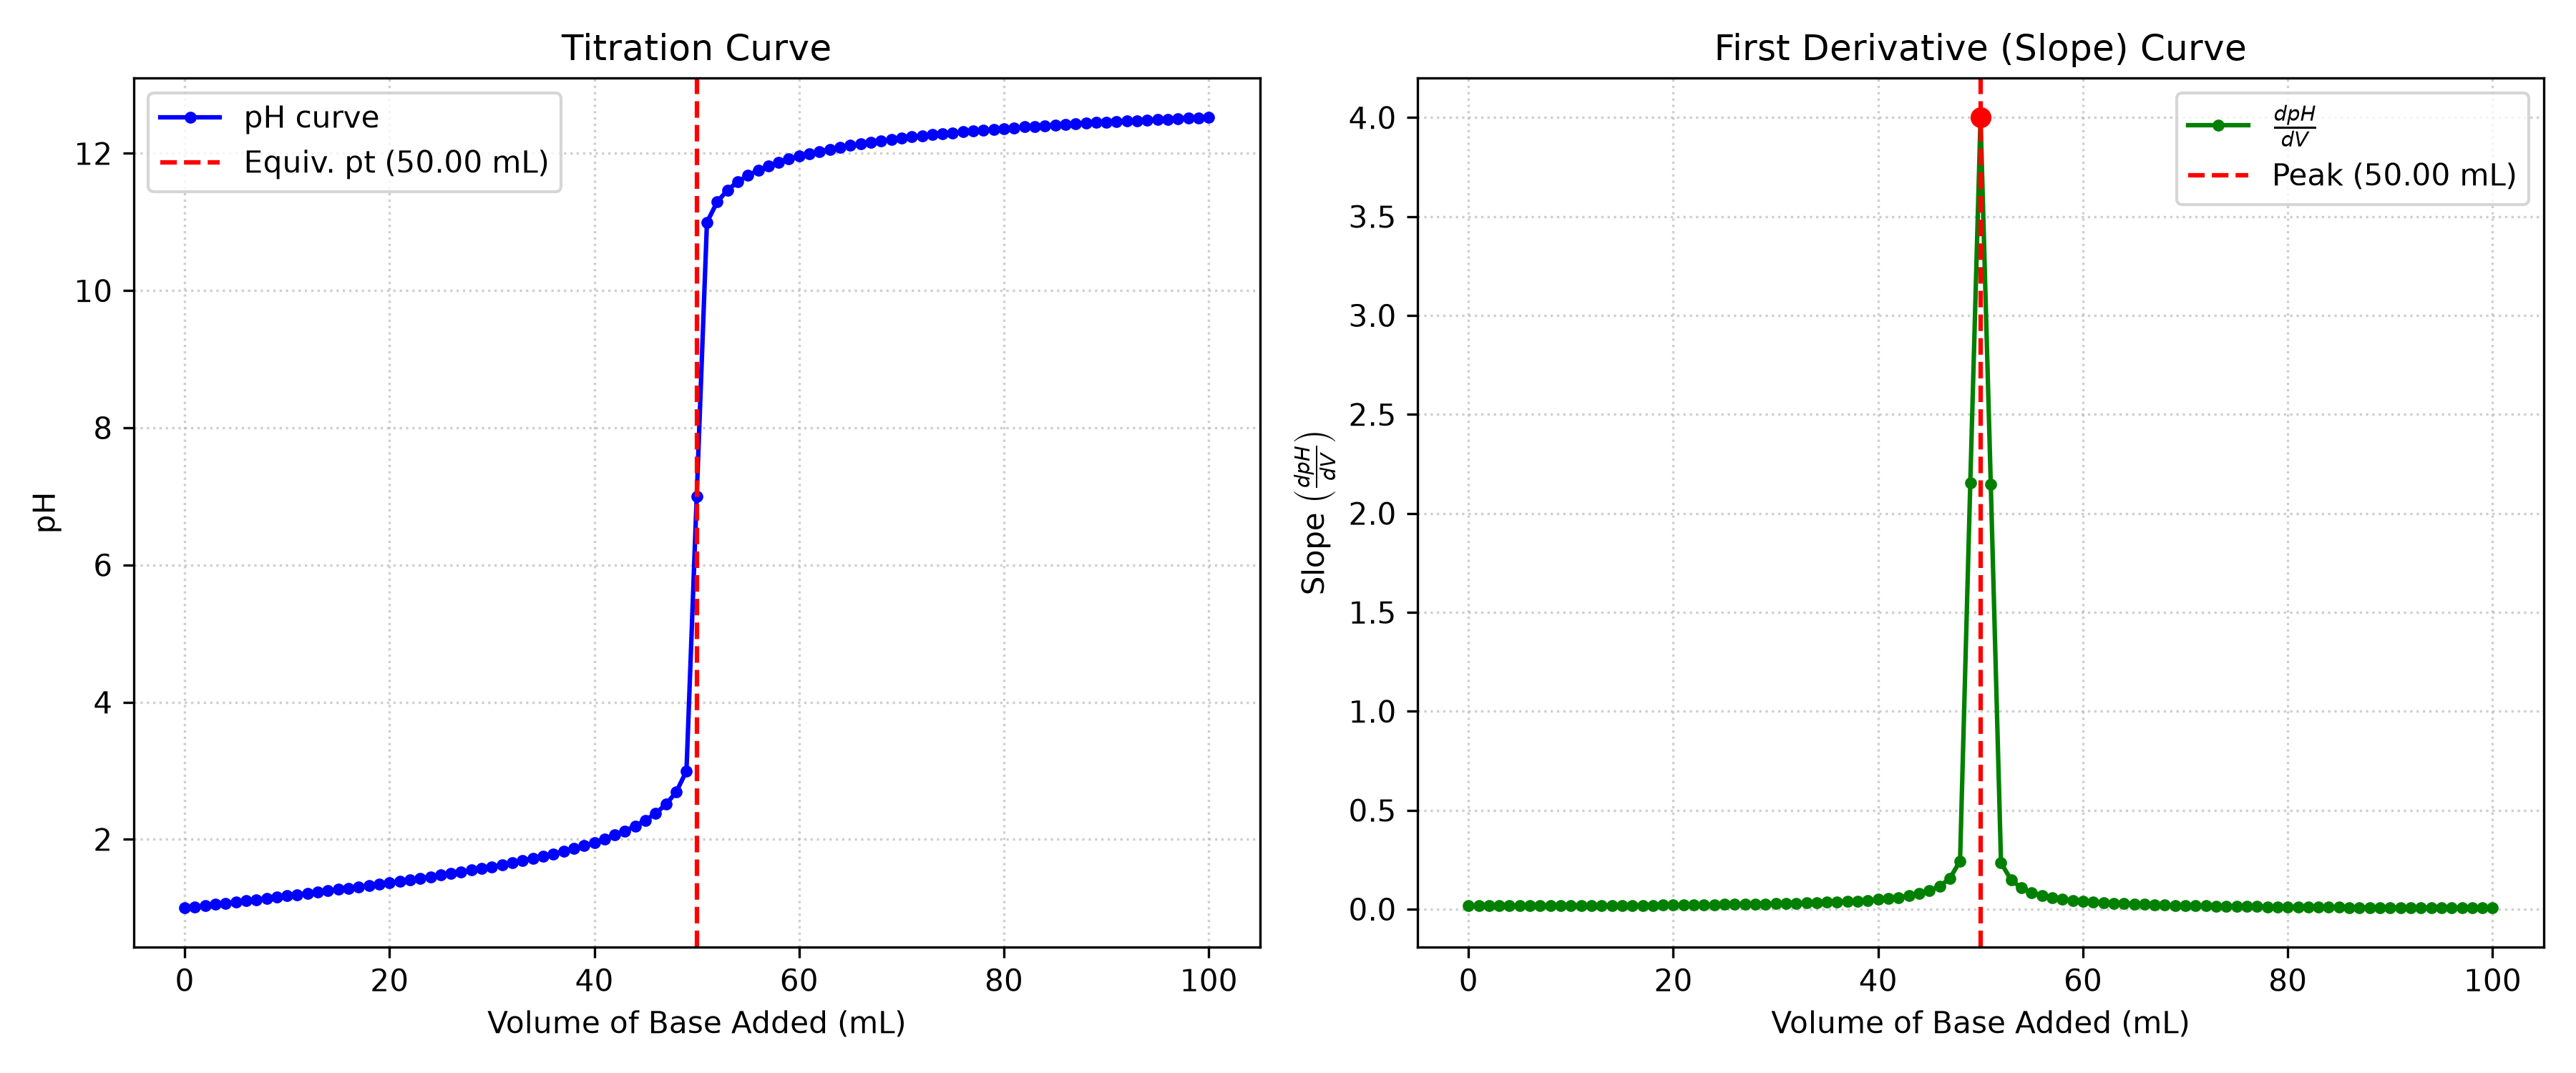 Titration Curve
pH curve
Equiv. pt (50.00 mL)
12
10
8
6
4
2
pH
0 20 40 60 80 100
Volume of Base Added (mL)
First Derivative (Slope) Curve
dpH
dV
Peak (50.00 mL)
4.0
3.5
3.0
2.5
2.0
1.5
1.0
0.5
0.0
Slope (dpH/dV)
0 20 40 60 80 100
Volume of Base Added (mL)